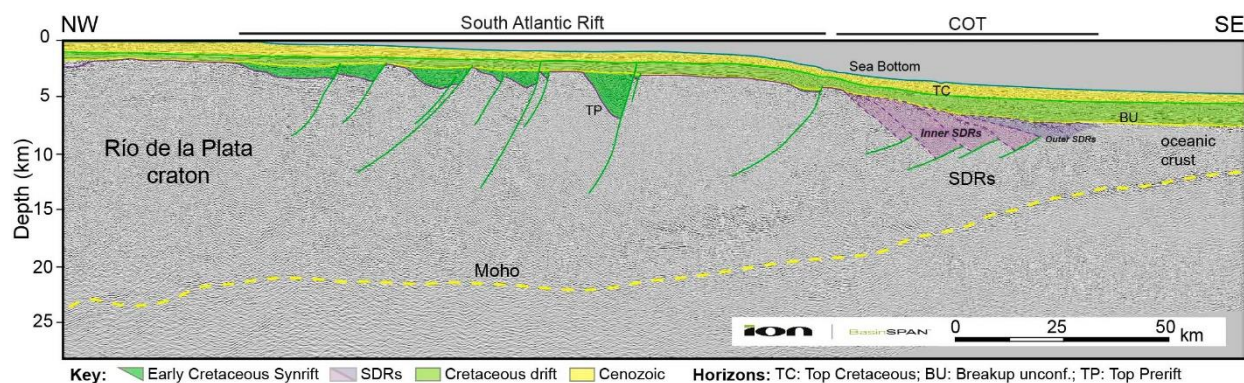 NW South Atlantic Rift COT SE
0
Sea Bottom
TC
5
TP
BU
Inner SDRs
Outer SDRs
oceanic
crust
Río de la Plata
craton
10
SDRs
Depth (km)
15
20
Moho
25
ion BasinSPAN 0 25 50
km
Key: Early Cretaceous Synrift SDRs Cretaceous drift Cenozoic Horizons: TC: Top Cretaceous; BU: Breakup unconf.; TP: Top Prerift